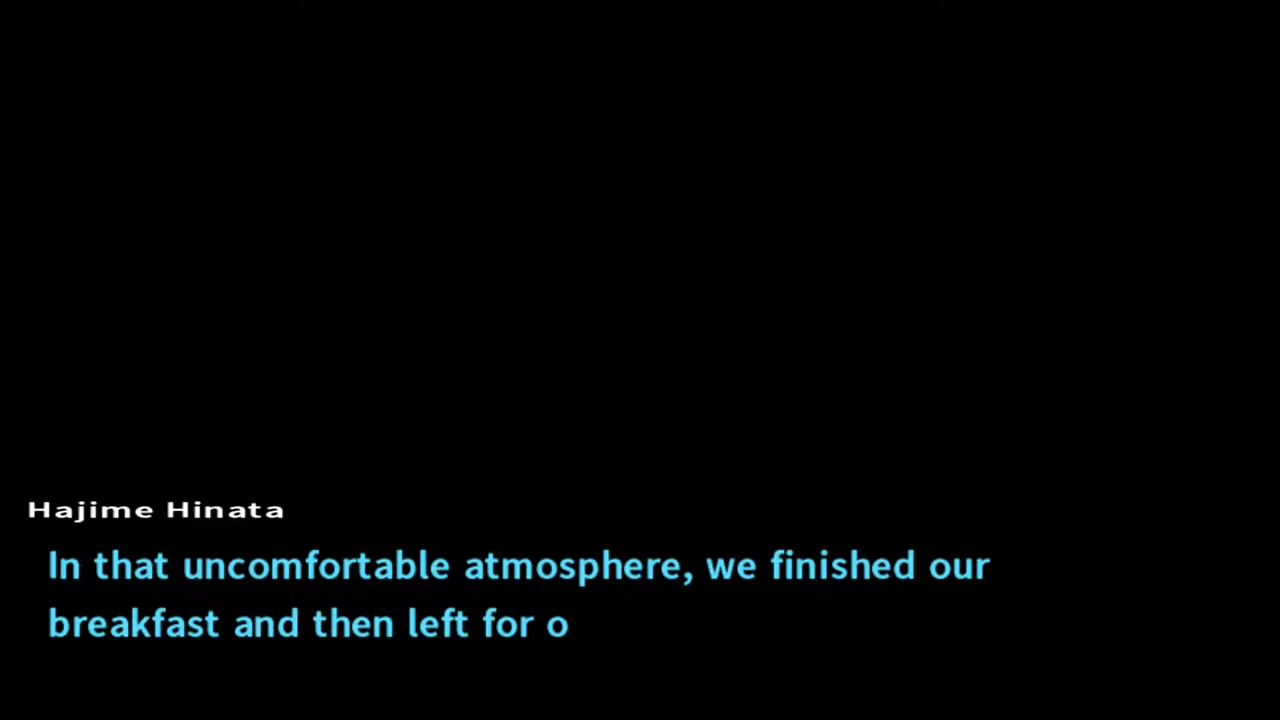 Hajime Hinata
In that uncomfortable atmosphere, we finished our
breakfast and then left for o